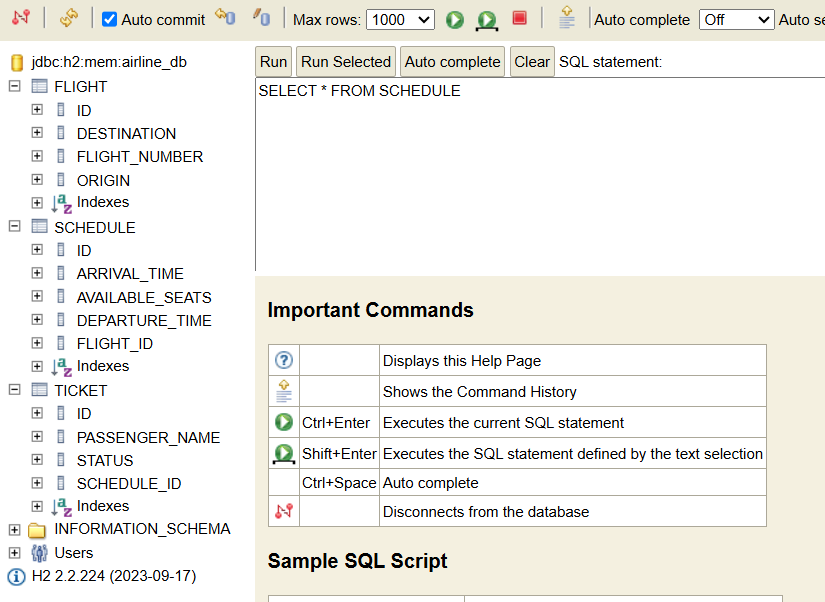 Auto commit Max rows: 1000 Auto complete Off Auto se
jdbc:h2:mem:airline_db
FLIGHT
ID
DESTINATION
FLIGHT_NUMBER
ORIGIN
Indexes
SCHEDULE
ID
ARRIVAL_TIME
AVAILABLE_SEATS
DEPARTURE_TIME
FLIGHT_ID
Indexes
TICKET
ID
PASSENGER_NAME
STATUS
SCHEDULE_ID
Indexes
INFORMATION_SCHEMA
Users
H2 2.2.224 (2023-09-17)
Run Run Selected Auto complete Clear SQL statement:
SELECT * FROM SCHEDULE
Important Commands
Displays this Help Page
Shows the Command History
Ctrl+Enter Executes the current SQL statement
Shift+Enter Executes the SQL statement defined by the text selection
Ctrl+Space Auto complete
Disconnects from the database
Sample SQL Script